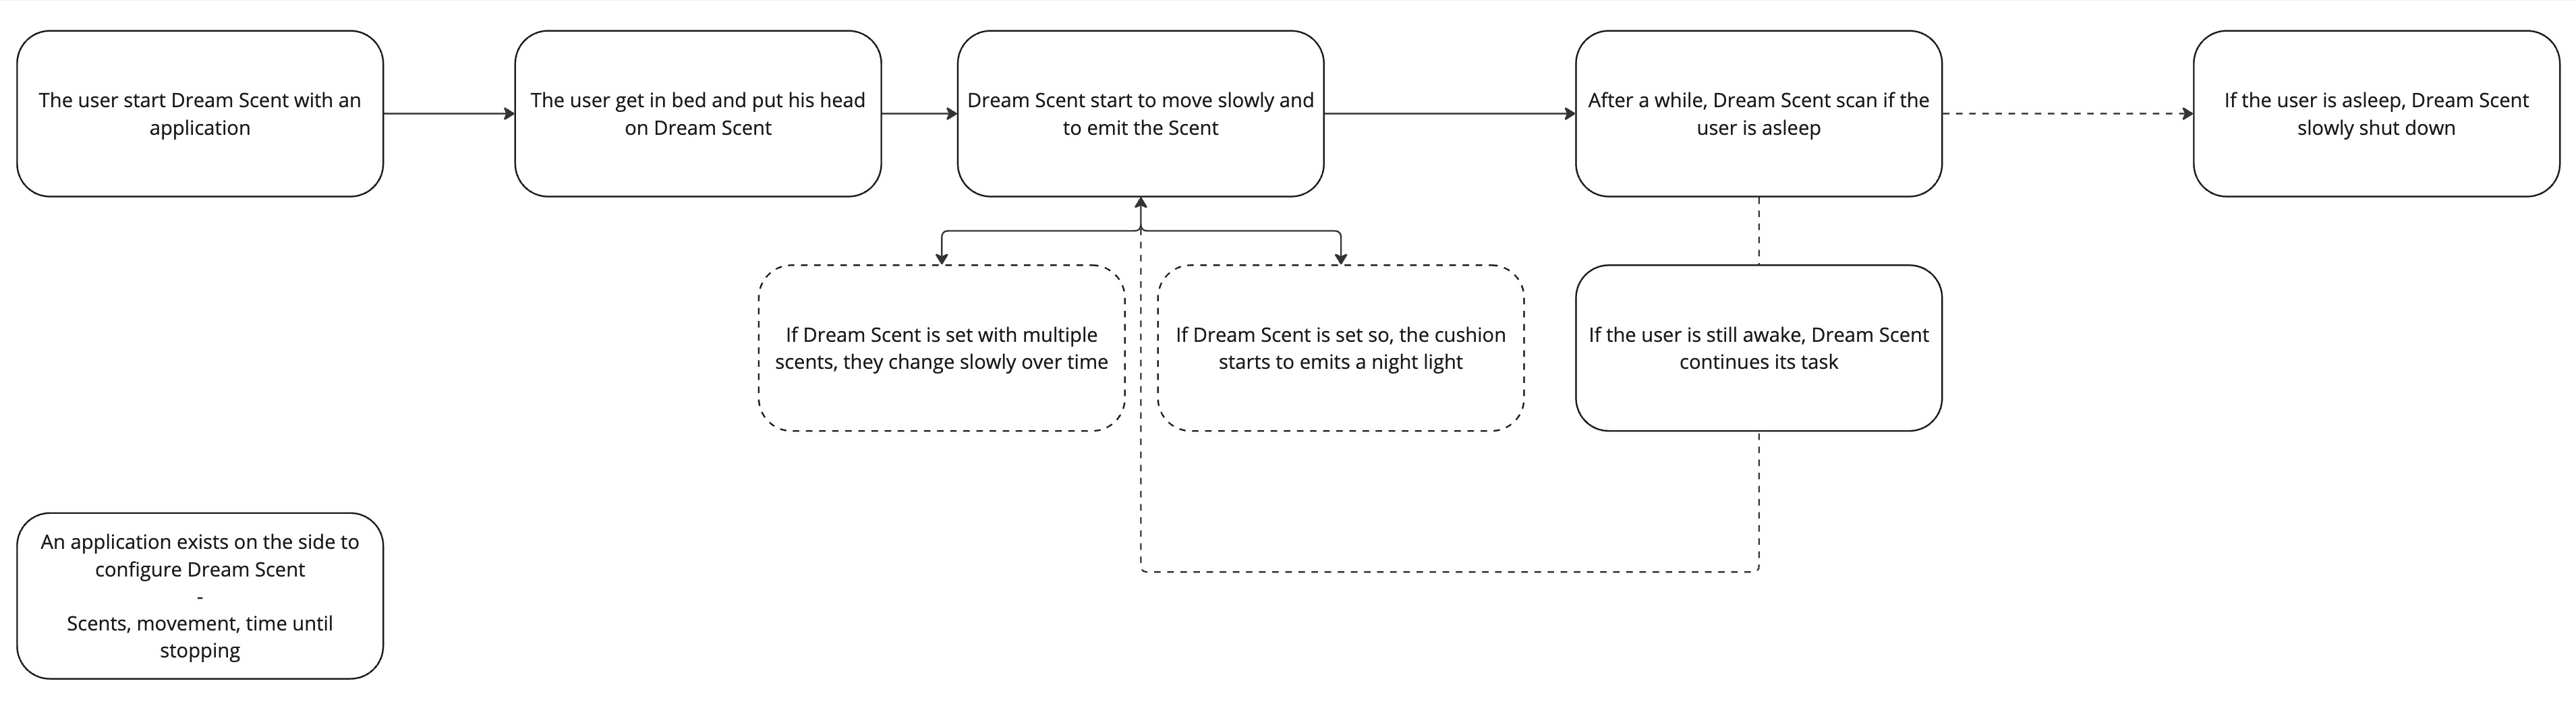 The user start Dream Scent with an
application
The user get in bed and put his head
on Dream Scent
Dream Scent start to move slowly and
to emit the Scent
After a while, Dream Scent scan if the
user is asleep
If the user is asleep, Dream Scent
slowly shut down
If Dream Scent is set with multiple
scents, they change slowly over time
If Dream Scent is set so, the cushion
starts to emits a night light
If the user is still awake, Dream Scent
continues its task
An application exists on the side to
configure Dream Scent
-
Scents, movement, time until
stopping